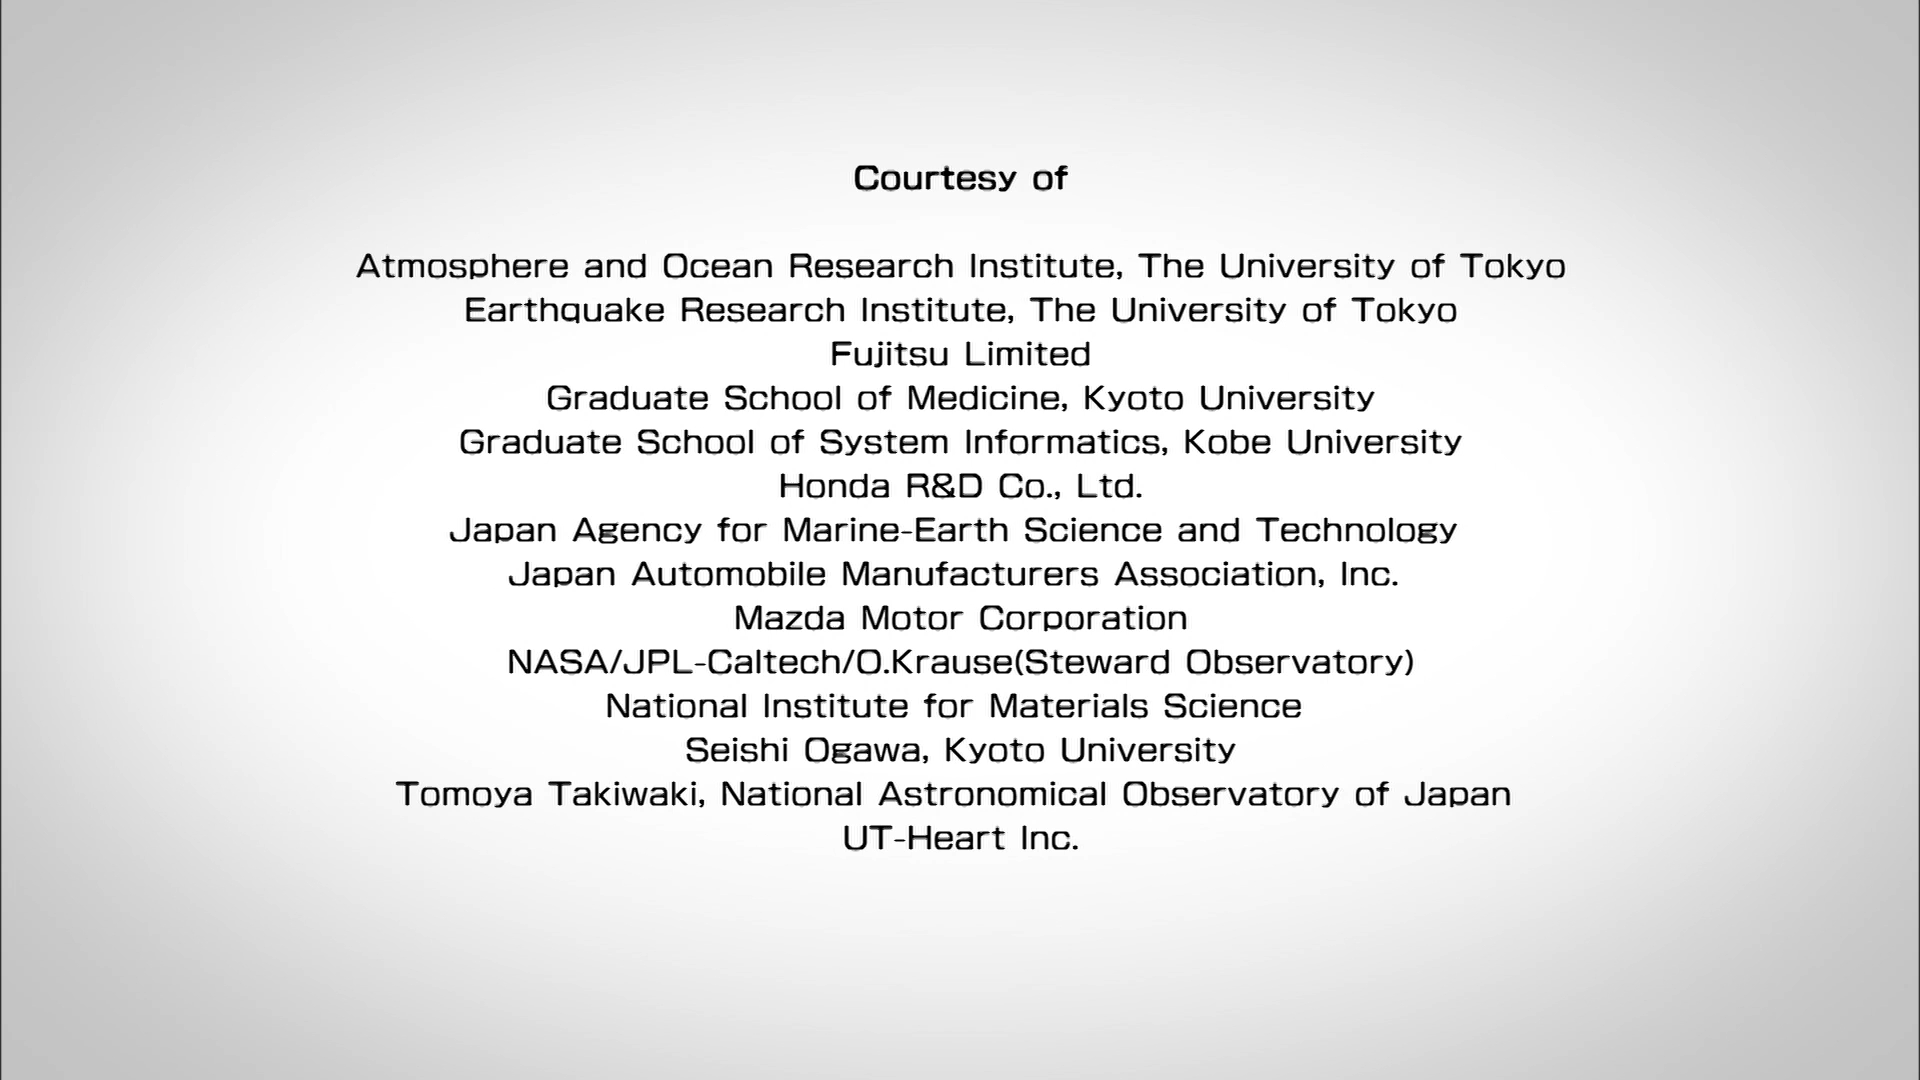 Courtesy of
Atmosphere and Ocean Research Institute, The University of Tokyo
Earthquake Research Institute, The University of Tokyo
Fujitsu Limited
Graduate School of Medicine, Kyoto University
Graduate School of System Informatics, Kobe University
Honda R&D Co., Ltd.
Japan Agency for Marine-Earth Science and Technology
Japan Automobile Manufacturers Association, Inc.
Mazda Motor Corporation
NASA/JPL-Caltech/O.Krause(Steward Observatory)
National Institute for Materials Science
Seishi Ogawa, Kyoto University
Tomoya Takiwaki, National Astronomical Observatory of Japan
UT-Heart Inc.